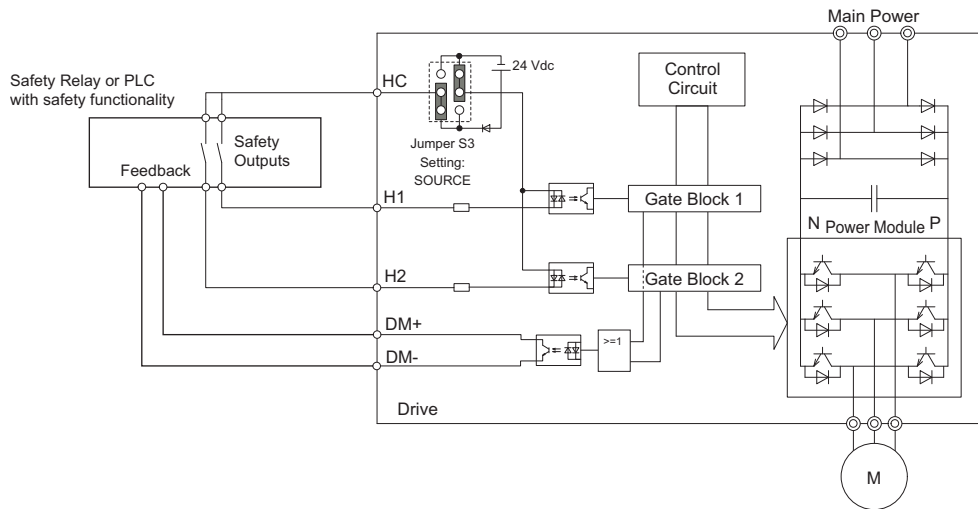 Main Power
Safety Relay or PLC
with safety functionality
HC
24 Vdc
Control
Circuit
Jumper S3
Setting:
SOURCE
Safety
Outputs
Feedback
H1
Gate Block 1
N
P
Power Module
H2
Gate Block 2
DM+
>=1
DM-
Drive
M